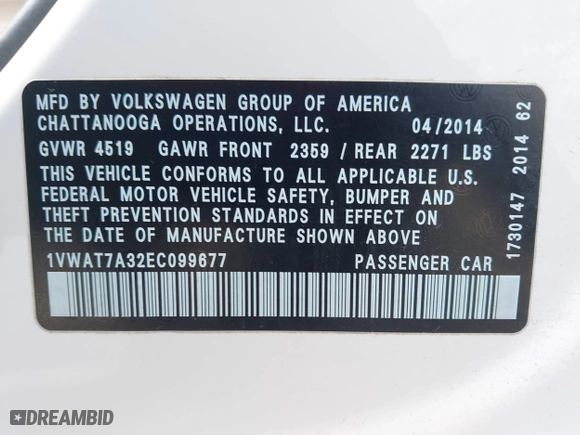 MFD BY VOLKSWAGEN GROUP OF AMERICA
CHATTANOOGA OPERATIONS, LLC. 04/2014
GVWR 4519 GAWR FRONT 2359 / REAR 2271 LBS
THIS VEHICLE CONFORMS TO ALL APPLICABLE U.S.
FEDERAL MOTOR VEHICLE SAFETY, BUMPER AND
THEFT PREVENTION STANDARDS IN EFFECT ON
THE DATE OF MANUFACTURE SHOWN ABOVE.
1VWAT7A32EC099677 PASSENGER CAR
1730147 2014 62
DREAMBID